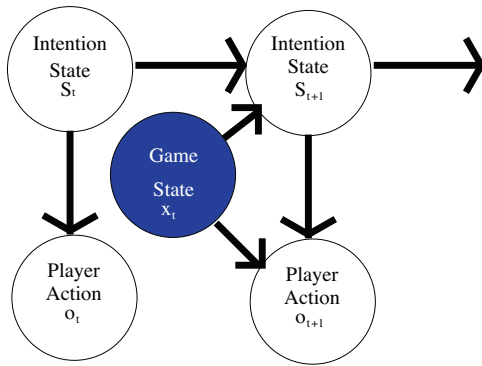 Intention
State
Sₜ
Intention
State
Sₜ₊₁
Game
State
xₜ
Player
Action
oₜ
Player
Action
oₜ₊₁